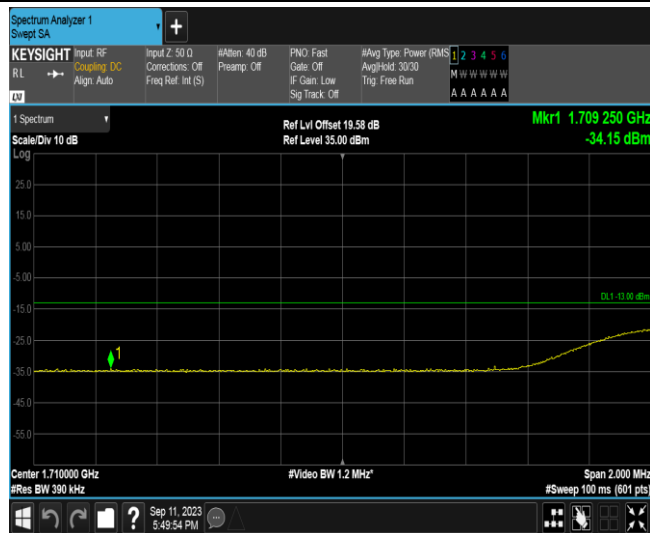 Spectrum Analyzer 1
Swept SA
+
KEYSIGHT
RL
LXI
Input: RF
Coupling: DC
Align: Auto
Input Z: 50 Ω
Corrections: Off
Freq Ref: Int (S)
#Atten: 40 dB
Preamp: Off
PNO: Fast
Gate: Off
IF Gain: Low
Sig Track: Off
#Avg Type: Power (RMS
Avg|Hold: 30/30
Trig: Free Run
1 2 3 4 5 6
M W W W W W
A A A A A A
1 Spectrum
Scale/Div 10 dB
Ref Lvl Offset 19.58 dB
Ref Level 35.00 dBm
Mkr1 1.709 250 GHz
-34.15 dBm
Log
25.0
15.0
5.00
-5.00
DL1 -13.00 dBm
-15.0
-25.0
1
-35.0
-45.0
-55.0
Center 1.710000 GHz
#Video BW 1.2 MHz*
Span 2.000 MHz
#Res BW 390 kHz
#Sweep 100 ms (601 pts)
?
Sep 11, 2023
5:49:54 PM